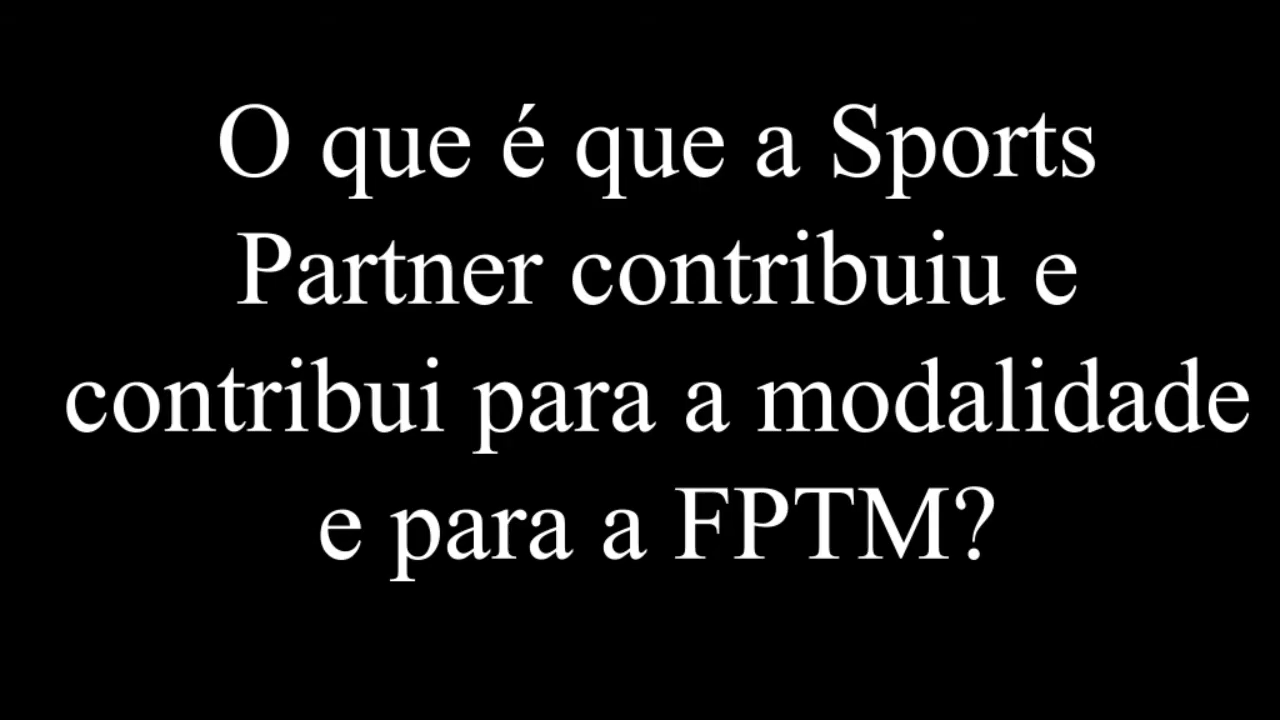 O que é que a Sports
Partner contribuiu e
contribui para a modalidade
e para a FPTM?